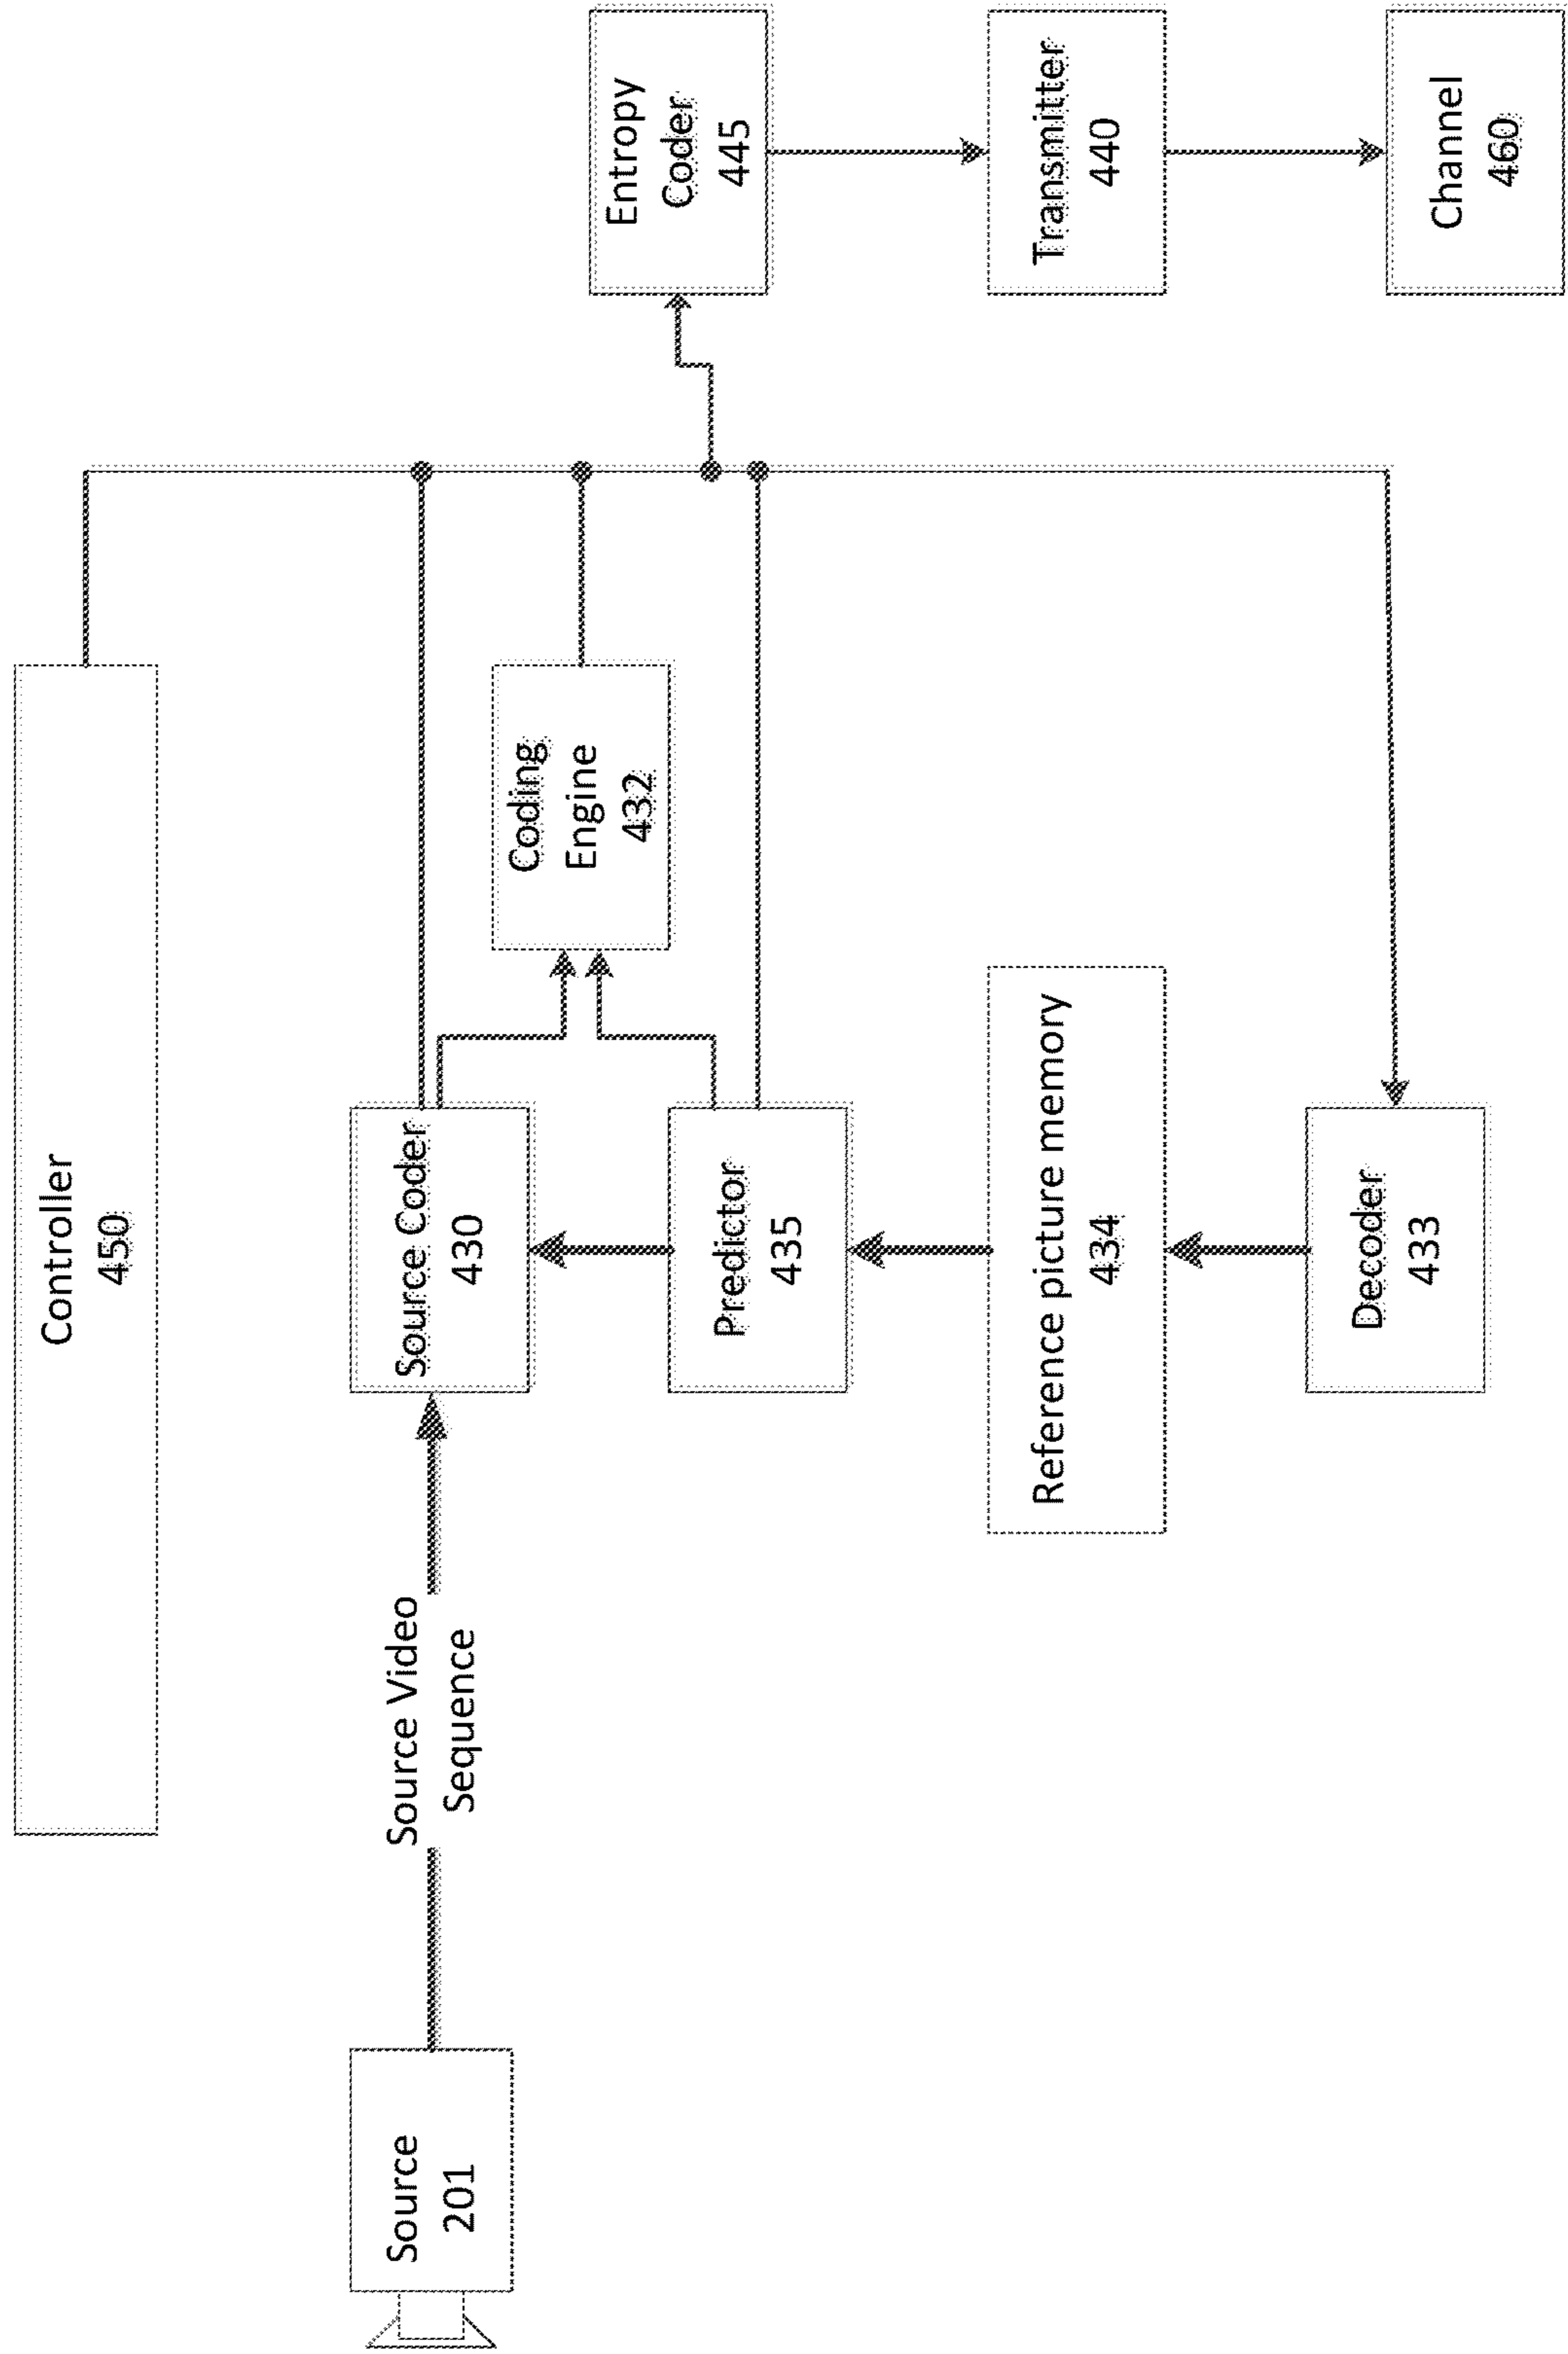 Controller
450
Source
201
Source Video
Sequence
Source Coder
430
Coding
Engine
432
Predictor
435
Reference picture memory
434
Decoder
433
Entropy
Coder
445
Transmitter
440
Channel
460